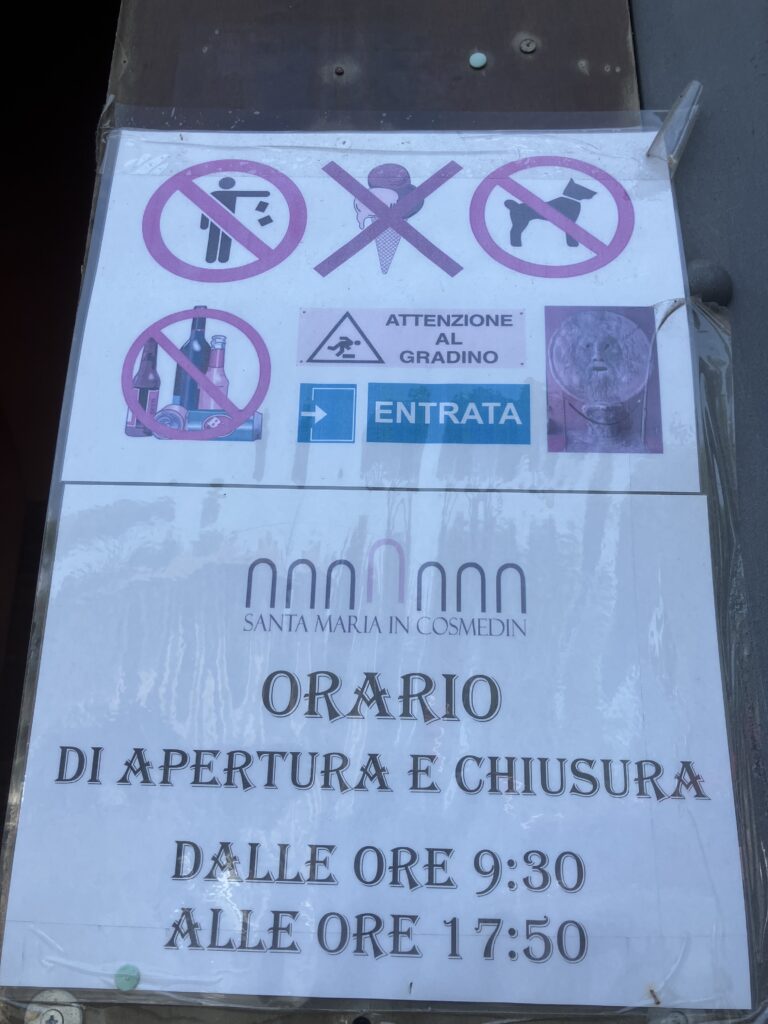 ATTENZIONE
AL
GRADINO
ENTRATA
SANTA MARIA IN COSMEDIN
ORARIO
DI APERTURA E CHIUSURA
DALLE ORE 9:30
ALLE ORE 17:50